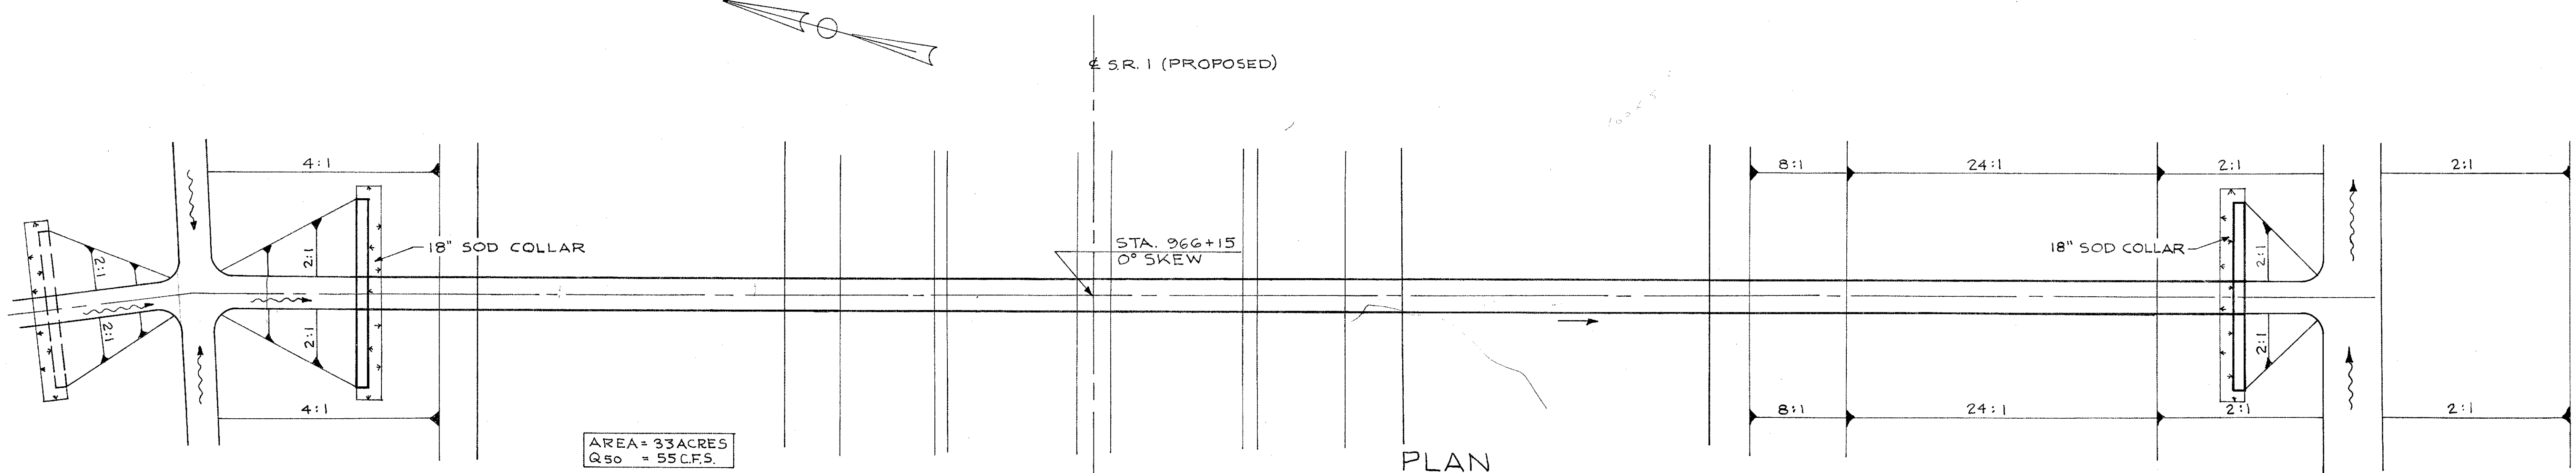 ℄ S.R. 1 (PROPOSED)
4:1
8:1
24:1
2:1
2:1
2:1
2:1
18" SOD COLLAR
STA. 966+15
0° SKEW
18" SOD COLLAR
2:1
2:1
2:1
2:1
4:1
8:1
24:1
2:1
2:1
AREA = 33 ACRES
Q50 = 55 C.F.S.
PLAN